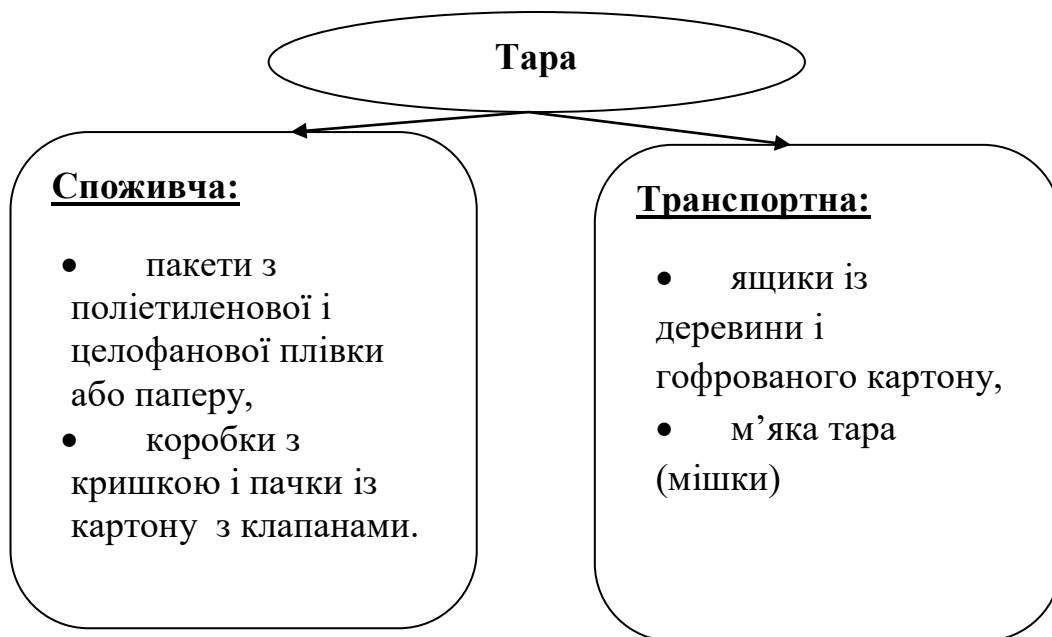 Тара
Споживча:
• пакети з
поліетиленової і
целофанової плівки
або паперу,
• коробки з
кришкою і пачки із
картону з клапанами.
Транспортна:
• ящики із
деревини і
гофрованого картону,
• м’яка тара
(мішки)